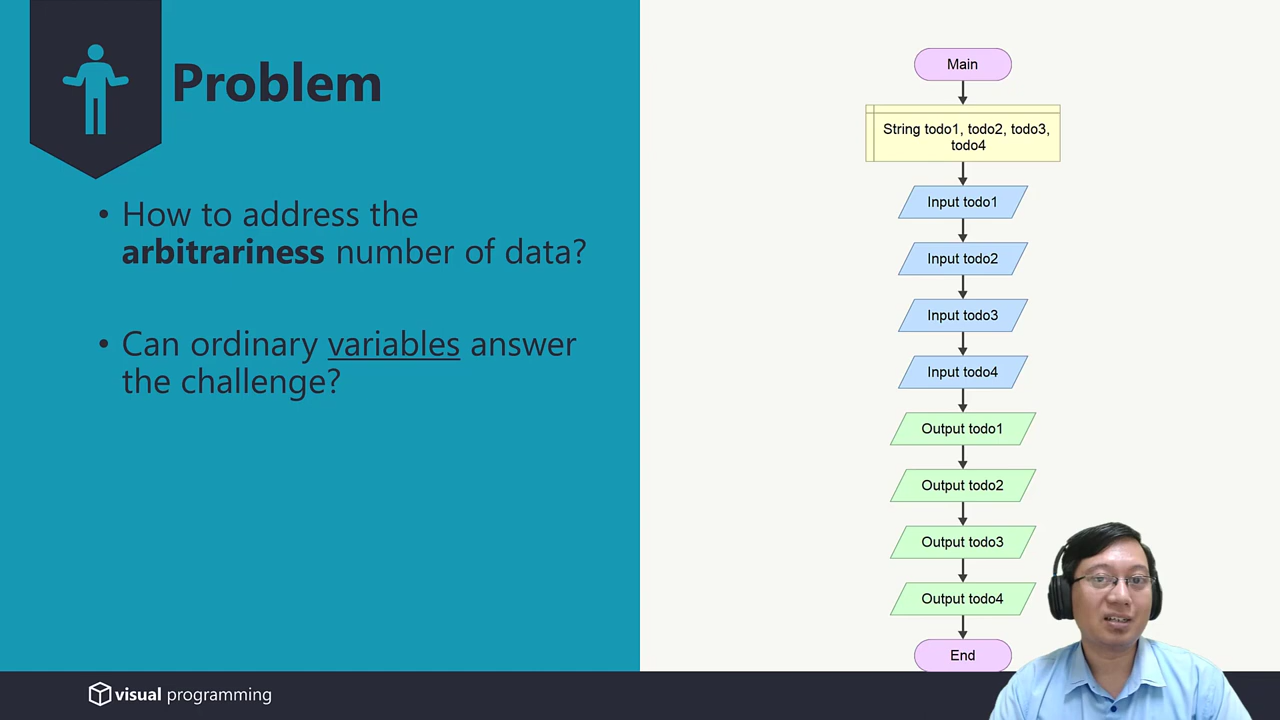 Problem
• How to address the
arbitrariness number of data?
• Can ordinary variables answer
the challenge?
Main
String todo1, todo2, todo3,
todo4
Input todo1
Input todo2
Input todo3
Input todo4
Output todo1
Output todo2
Output todo3
Output todo4
End
visual programming